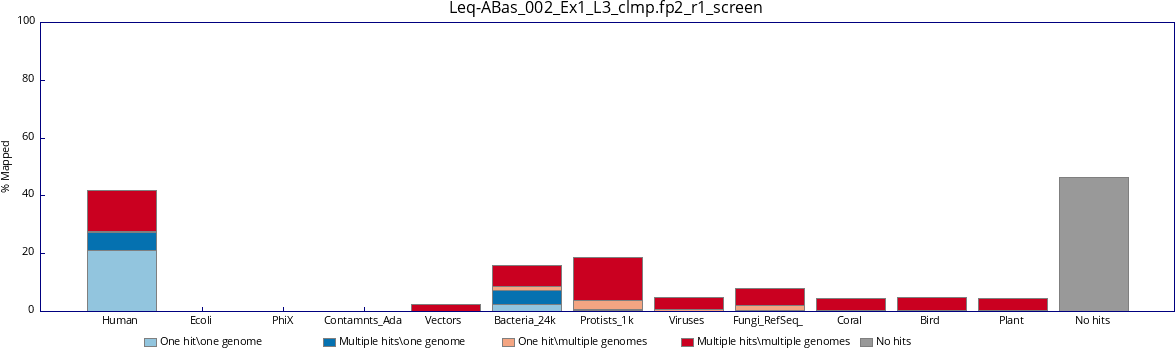 Leq-ABas_002_Ex1_L3_clmp.fp2_r1_screen
% Mapped
100
80
60
40
20
0
Human Ecoli PhiX Contamnts_Ada Vectors Bacteria_24k Protists_1k Viruses Fungi_RefSeq_ Coral Bird Plant No hits
One hit\one genome Multiple hits\one genome One hit\multiple genomes Multiple hits\multiple genomes No hits